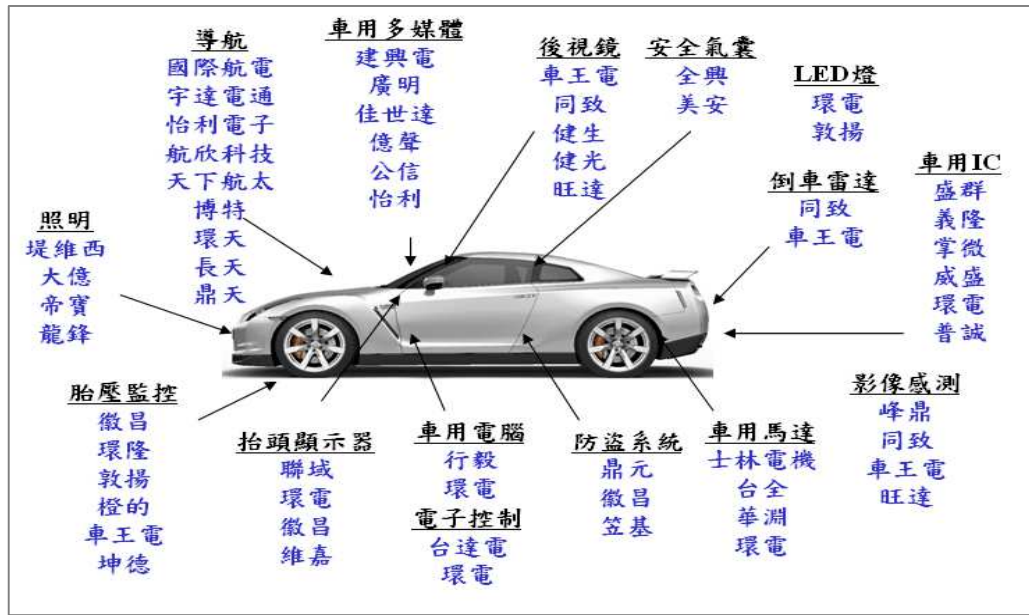 導航
國際航電
宇達電通
怡利電子
航欣科技
天下航太
博特
環天
長天
鼎天
車用多媒體
建興電
廣明
佳世達
億聲
公信
怡利
後視鏡
車王電
同致
健生
健光
旺達
安全氣囊
全興
美安
LED燈
環電
敦揚
倒車雷達
同致
車王電
車用IC
盛群
義隆
掌微
威盛
環電
普誠
照明
堤維西
大億
帝寶
龍鋒
胎壓監控
徽昌
環隆
敦揚
橙的
車王電
坤德
抬頭顯示器
聯域
環電
徽昌
維嘉
車用電腦
行毅
環電
電子控制
台達電
環電
防盜系統
鼎元
徽昌
笠基
車用馬達
士林電機
台全
華淵
環電
影像感測
峰鼎
同致
車王電
旺達